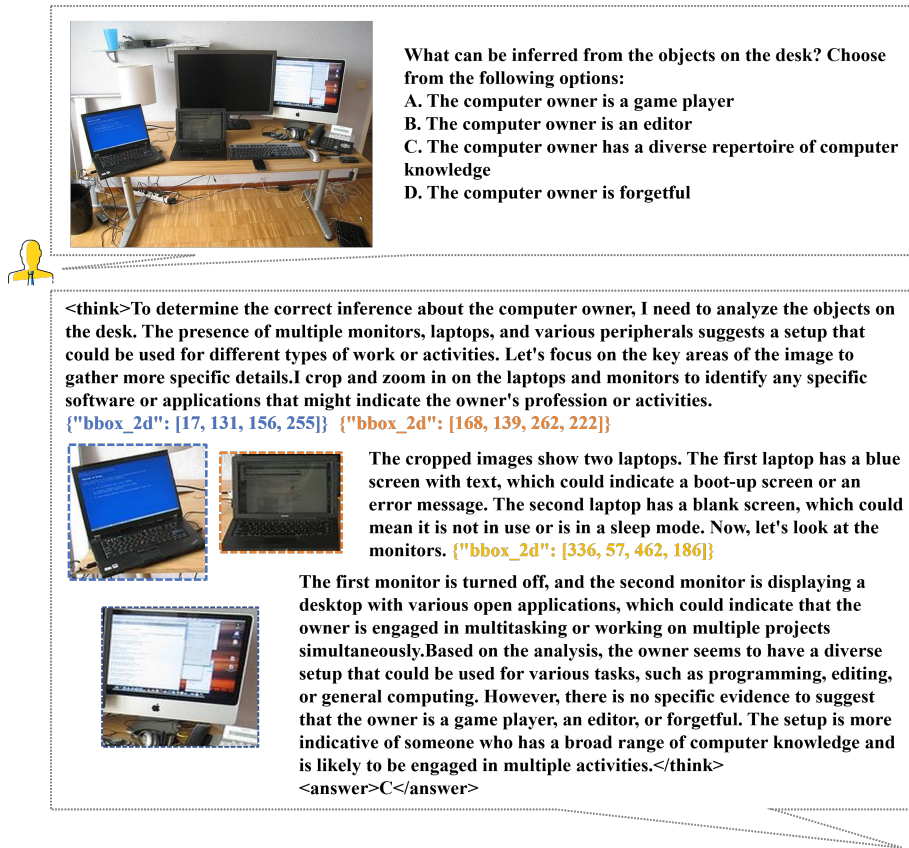 What can be inferred from the objects on the desk? Choose
from the following options:
A. The computer owner is a game player
B. The computer owner is an editor
C. The computer owner has a diverse repertoire of computer
knowledge
D. The computer owner is forgetful
<think>To determine the correct inference about the computer owner, I need to analyze the objects on
the desk. The presence of multiple monitors, laptops, and various peripherals suggests a setup that
could be used for different types of work or activities. Let's focus on the key areas of the image to
gather more specific details.I crop and zoom in on the laptops and monitors to identify any specific
software or applications that might indicate the owner's profession or activities.
{"bbox_2d": [17, 131, 156, 255]} {"bbox_2d": [168, 139, 262, 222]}
The cropped images show two laptops. The first laptop has a blue
screen with text, which could indicate a boot-up screen or an
error message. The second laptop has a blank screen, which could
mean it is not in use or is in a sleep mode. Now, let's look at the
monitors. {"bbox_2d": [336, 57, 462, 186]}
The first monitor is turned off, and the second monitor is displaying a
desktop with various open applications, which could indicate that the
owner is engaged in multitasking or working on multiple projects
simultaneously.Based on the analysis, the owner seems to have a diverse
setup that could be used for various tasks, such as programming, editing,
or general computing. However, there is no specific evidence to suggest
that the owner is a game player, an editor, or forgetful. The setup is more
indicative of someone who has a broad range of computer knowledge and
is likely to be engaged in multiple activities.</think>
<answer>C</answer>